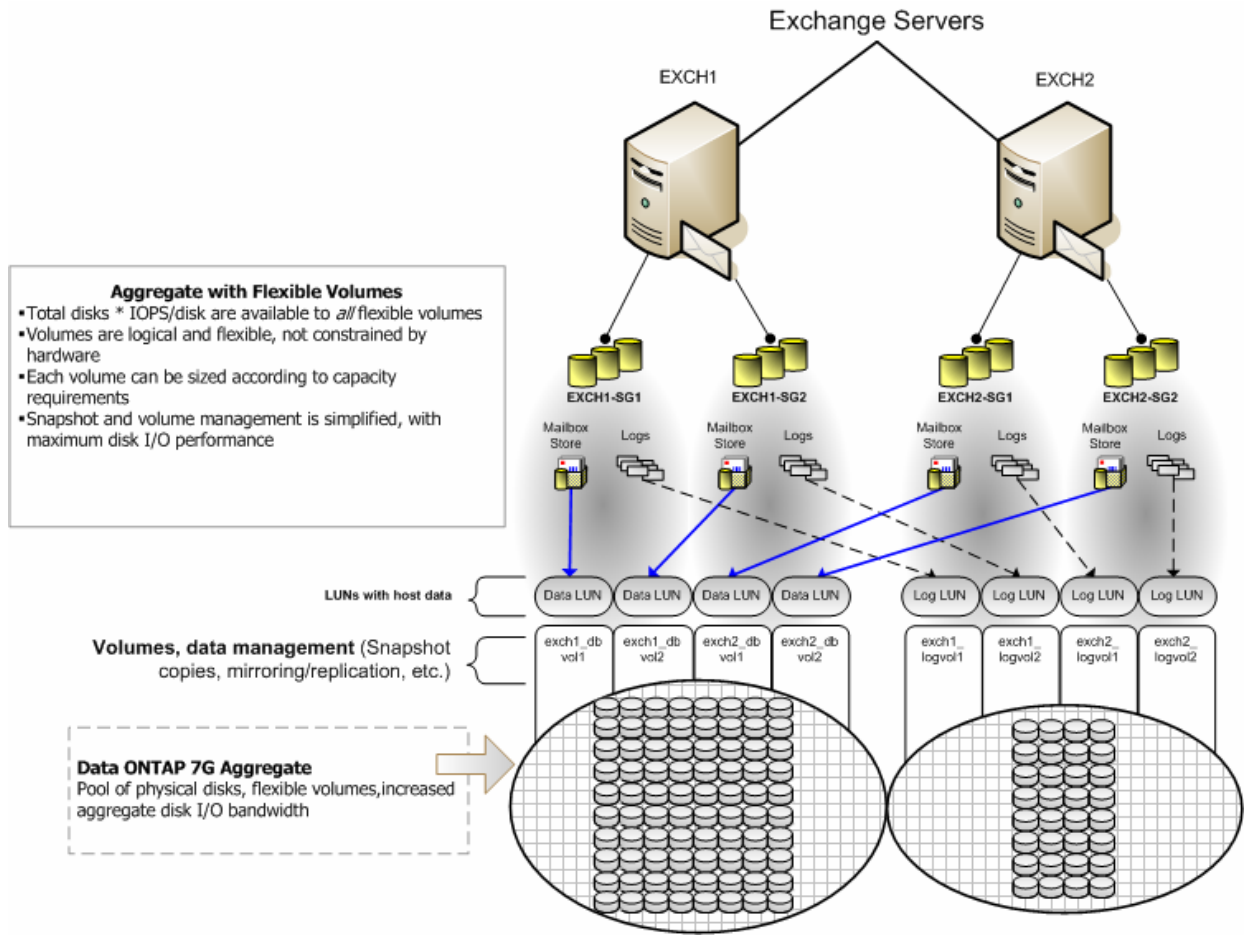 Exchange Servers
EXCH1
EXCH2
Aggregate with Flexible Volumes
▪Total disks * IOPS/disk are available to all flexible volumes
▪Volumes are logical and flexible, not constrained by
hardware
▪Each volume can be sized according to capacity
requirements
▪Snapshot and volume management is simplified, with
maximum disk I/O performance
EXCH1-SG1
EXCH1-SG2
EXCH2-SG1
EXCH2-SG2
Mailbox
Store
Logs
Mailbox
Store
Logs
Mailbox
Store
Logs
Mailbox
Store
Logs
LUNs with host data
Data LUN
Data LUN
Data LUN
Data LUN
Log LUN
Log LUN
Log LUN
Log LUN
Volumes, data management (Snapshot
copies, mirroring/replication, etc.)
exch1_db
vol1
exch1_db
vol2
exch2_db
vol1
exch2_db
vol2
exch1_
logvol1
exch1_
logvol2
exch2_
logvol1
exch2_
logvol2
Data ONTAP 7G Aggregate
Pool of physical disks, flexible volumes,increased
aggregate disk I/O bandwidth